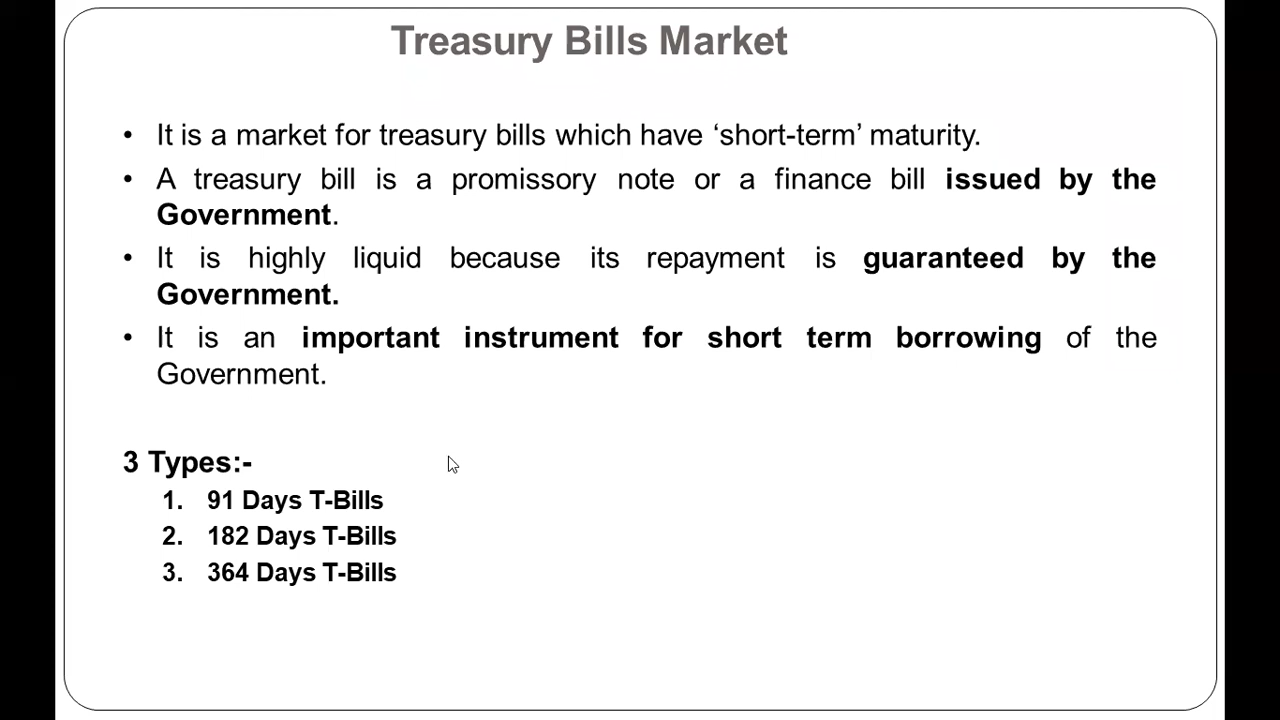 Treasury Bills Market
• It is a market for treasury bills which have ‘short-term’ maturity.
• A treasury bill is a promissory note or a finance bill issued by the
Government.
• It is highly liquid because its repayment is guaranteed by the
Government.
• It is an important instrument for short term borrowing of the
Government.
3 Types:-
1. 91 Days T-Bills
2. 182 Days T-Bills
3. 364 Days T-Bills